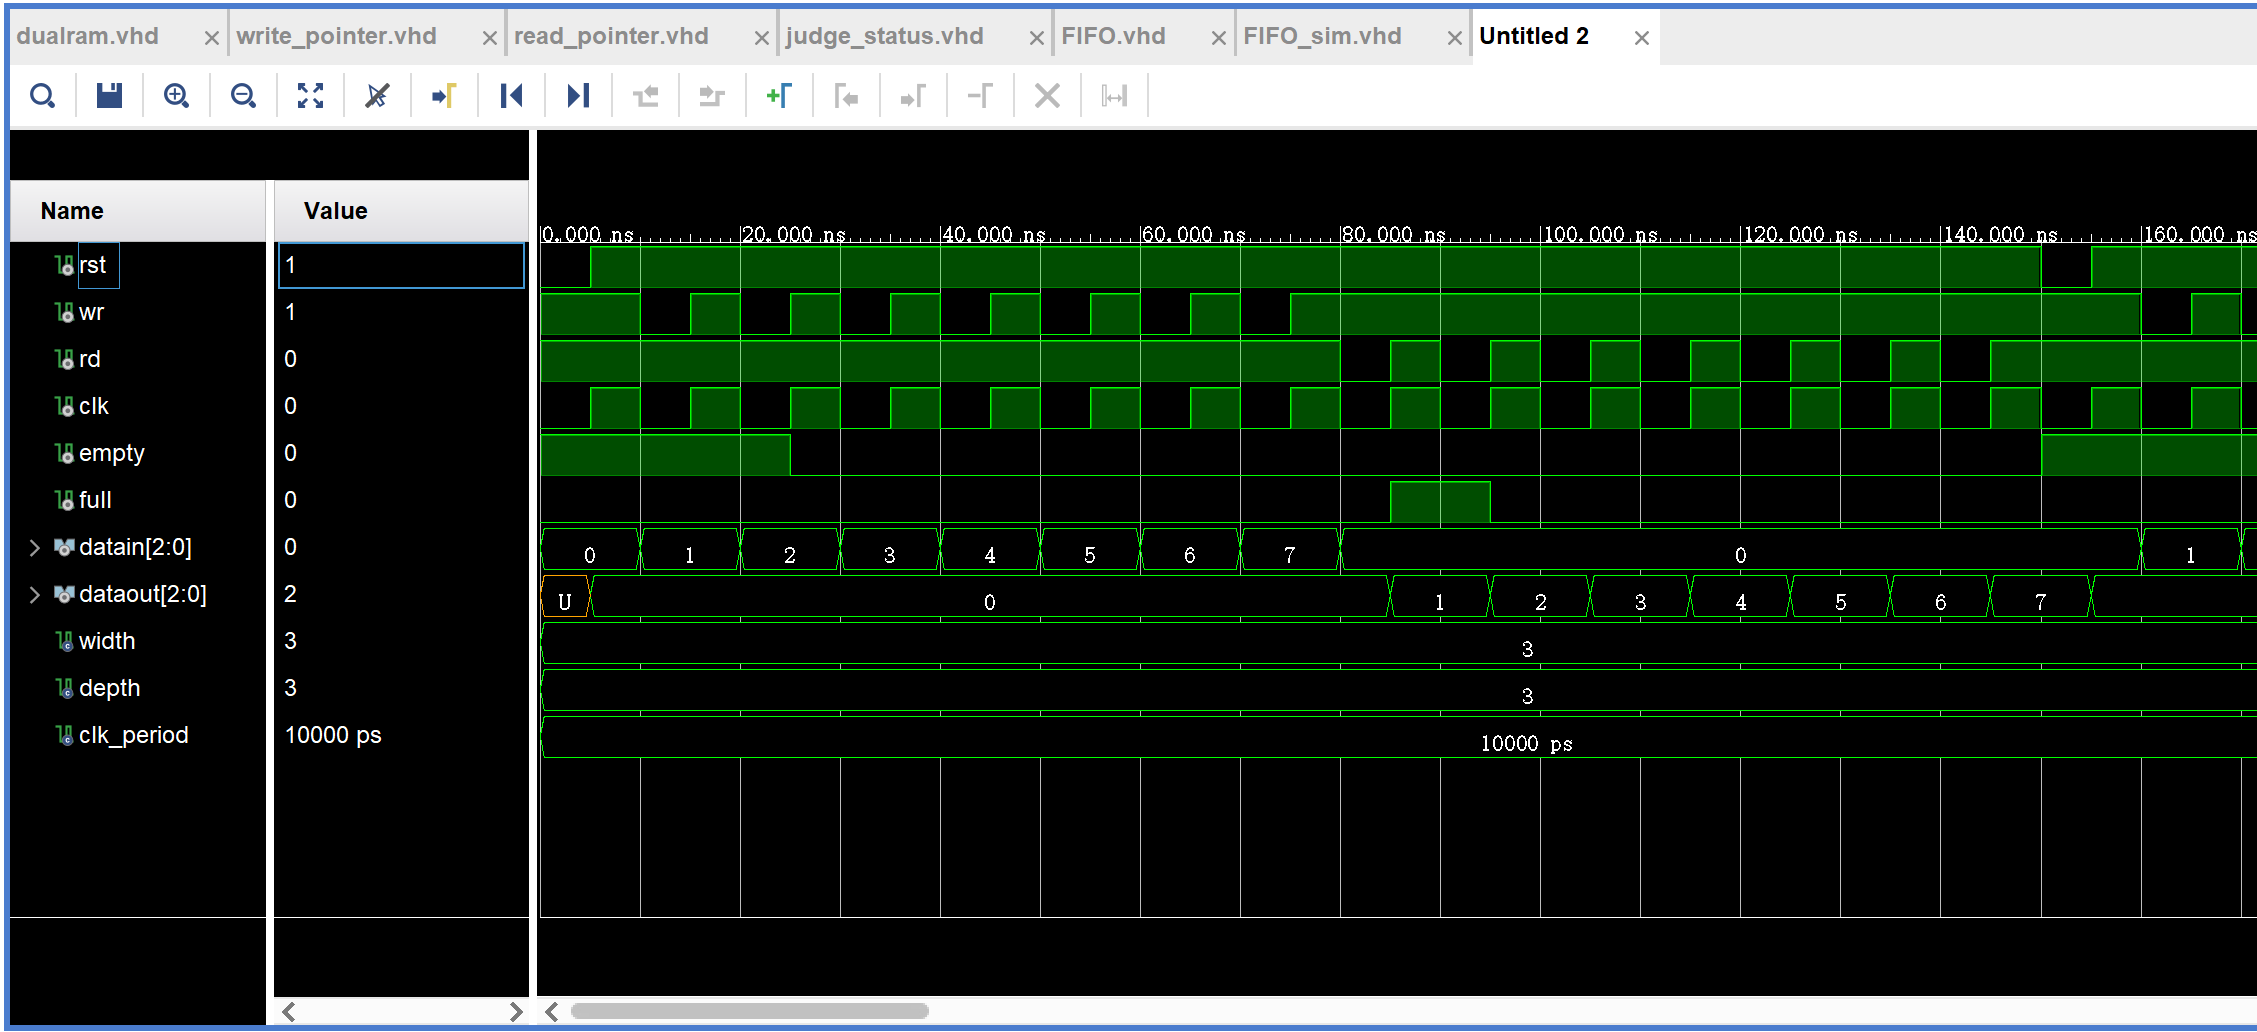 dualram.vhd write_pointer.vhd read_pointer.vhd judge_status.vhd FIFO.vhd FIFO_sim.vhd Untitled 2
Name Value
0.000 ns 20.000 ns 40.000 ns 60.000 ns 80.000 ns 100.000 ns 120.000 ns 140.000 ns 160.000 ns
rst 1
wr 1
rd 0
clk 0
empty 0
full 0
datain[2:0] 0 0 1 2 3 4 5 6 7 0 1
dataout[2:0] 2 U 0 1 2 3 4 5 6 7
width 3 3
depth 3 3
clk_period 10000 ps 10000 ps